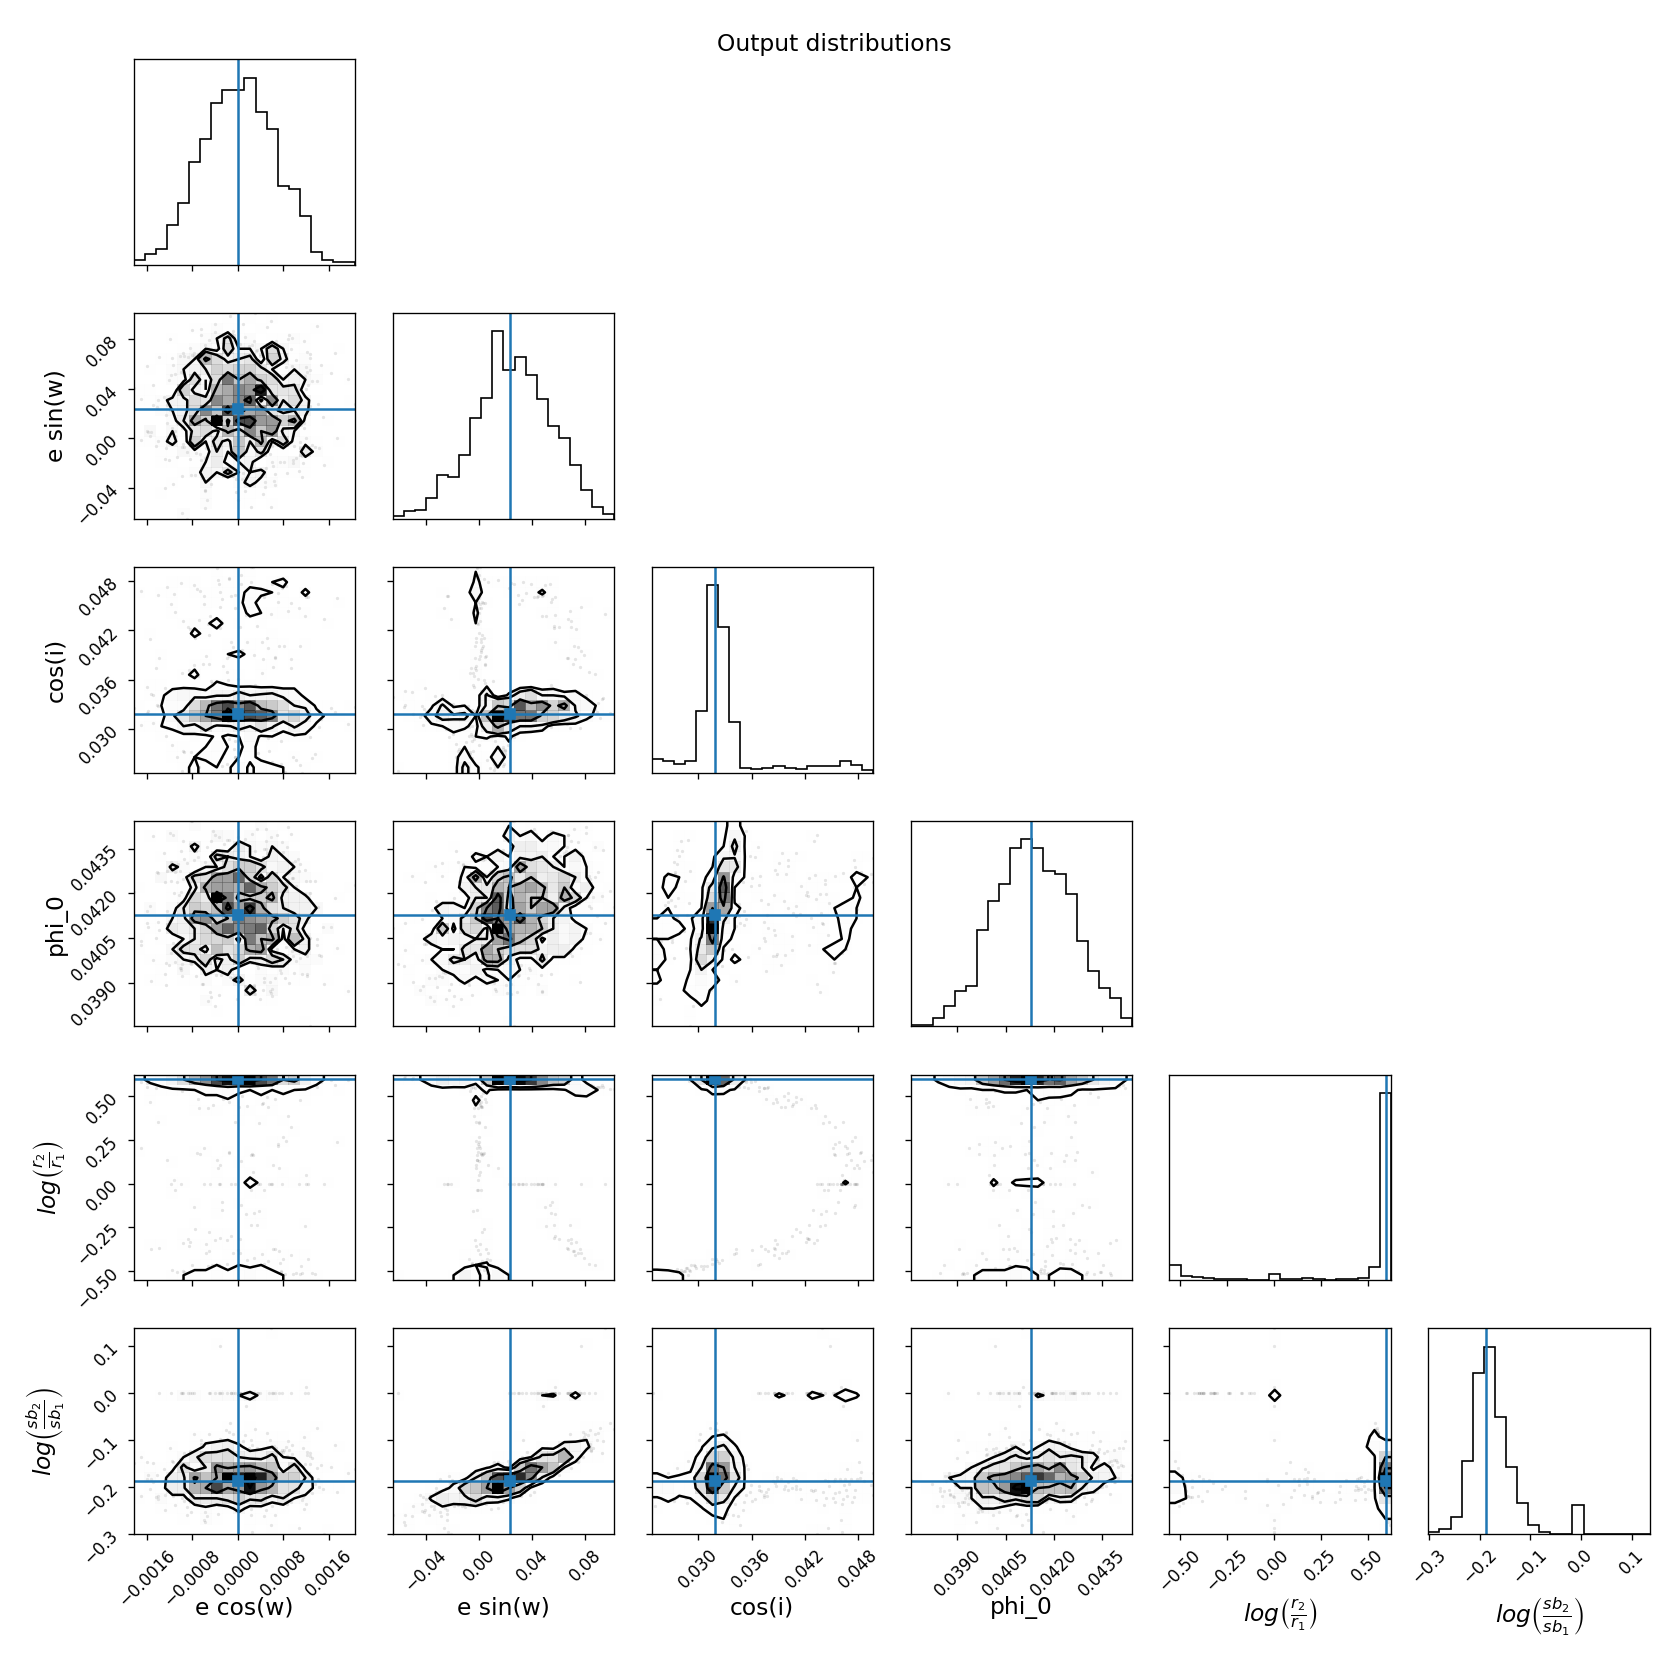 Output distributions
e sin(w)
0.08
0.04
0.00
−0.04
cos(i)
0.048
0.042
0.036
0.030
phi_0
0.0435
0.0420
0.0405
0.0390
log(r₂/r₁)
0.50
0.25
0.00
−0.25
−0.50
log(sb₂/sb₁)
0.1
0.0
−0.1
−0.2
−0.3
−0.0016 −0.0008 0.0000 0.0008 0.0016
−0.04 0.00 0.04 0.08
0.030 0.036 0.042 0.048
0.0390 0.0405 0.0420 0.0435
−0.50 −0.25 0.00 0.25 0.50
−0.3 −0.2 −0.1 0.0 0.1
e cos(w)
e sin(w)
cos(i)
phi_0
log(r₂/r₁)
log(sb₂/sb₁)